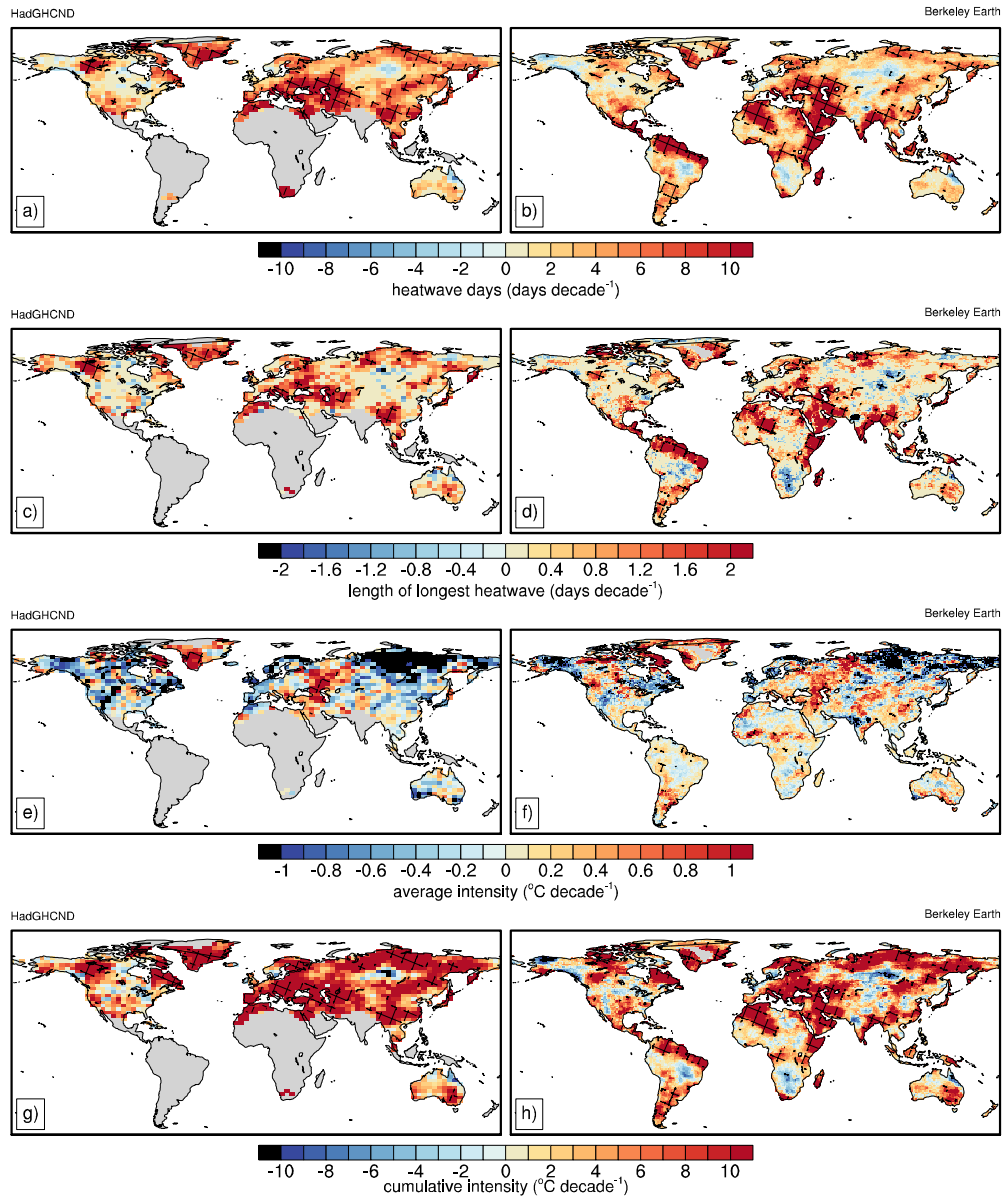 HadGHCND Berkeley Earth
a) b)
-10 -8 -6 -4 -2 0 2 4 6 8 10
heatwave days (days decade⁻¹)
HadGHCND Berkeley Earth
c) d)
-2 -1.6 -1.2 -0.8 -0.4 0 0.4 0.8 1.2 1.6 2
length of longest heatwave (days decade⁻¹)
HadGHCND Berkeley Earth
e) f)
-1 -0.8 -0.6 -0.4 -0.2 0 0.2 0.4 0.6 0.8 1
average intensity (°C decade⁻¹)
HadGHCND Berkeley Earth
g) h)
-10 -8 -6 -4 -2 0 2 4 6 8 10
cumulative intensity (°C decade⁻¹)